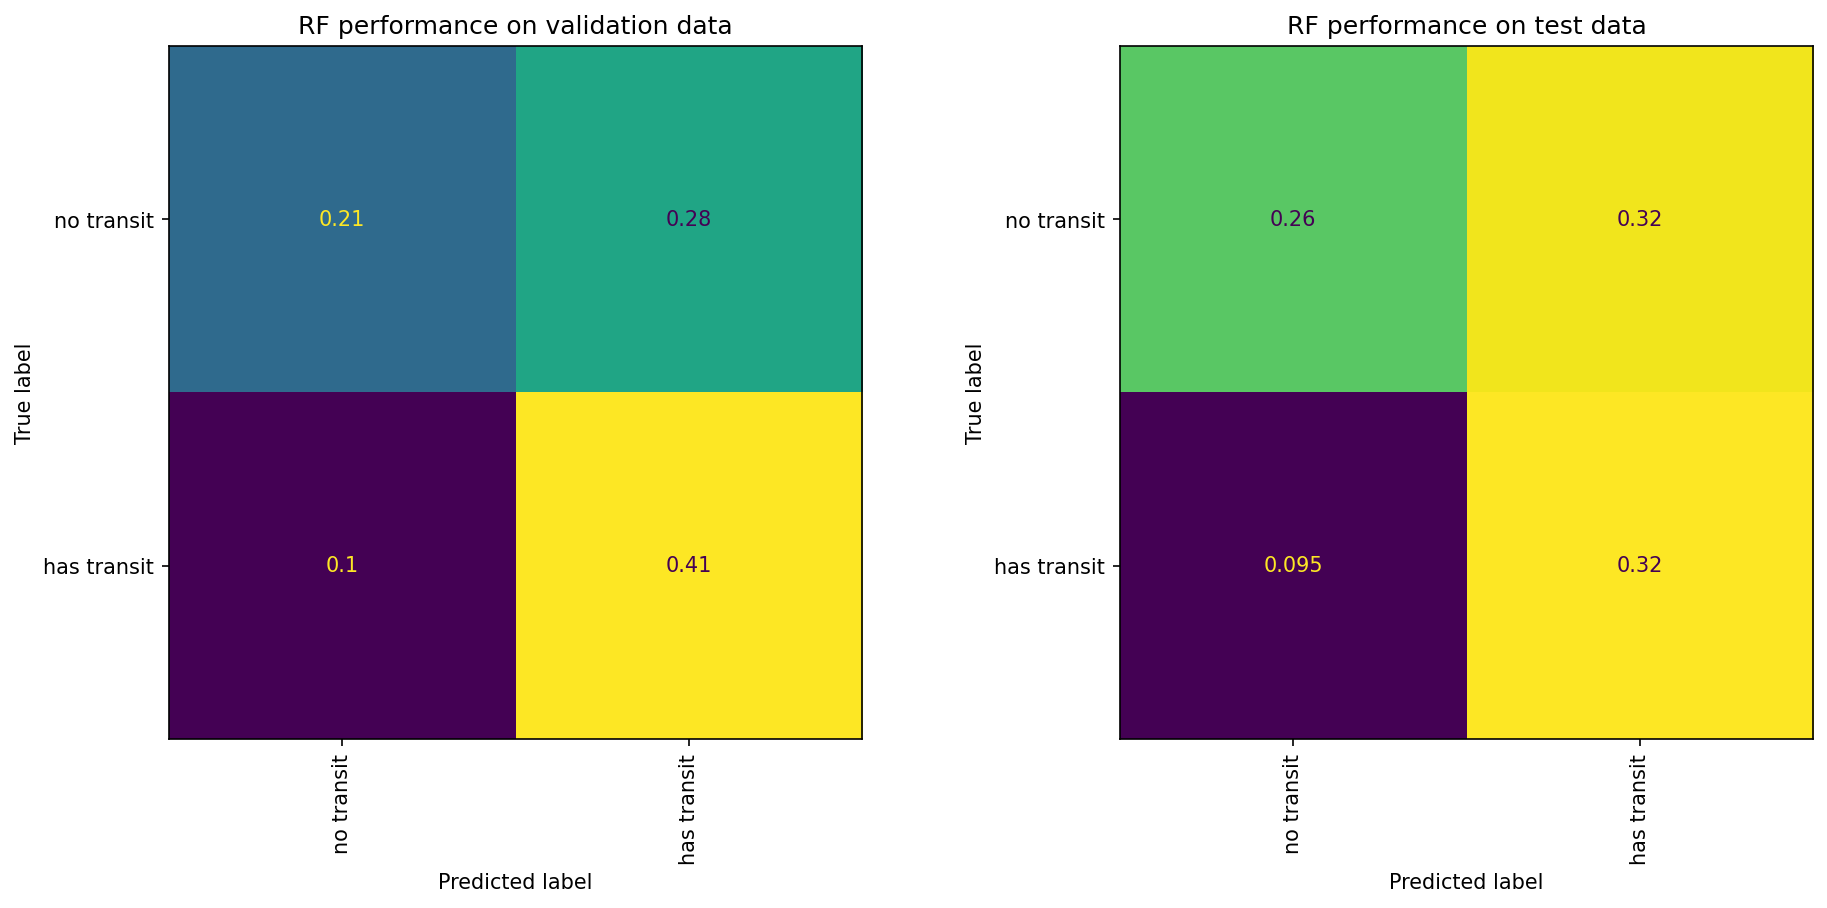 RF performance on validation data
True label
no transit
has transit
0.21
0.28
0.1
0.41
no transit
has transit
Predicted label
RF performance on test data
True label
no transit
has transit
0.26
0.32
0.095
0.32
no transit
has transit
Predicted label